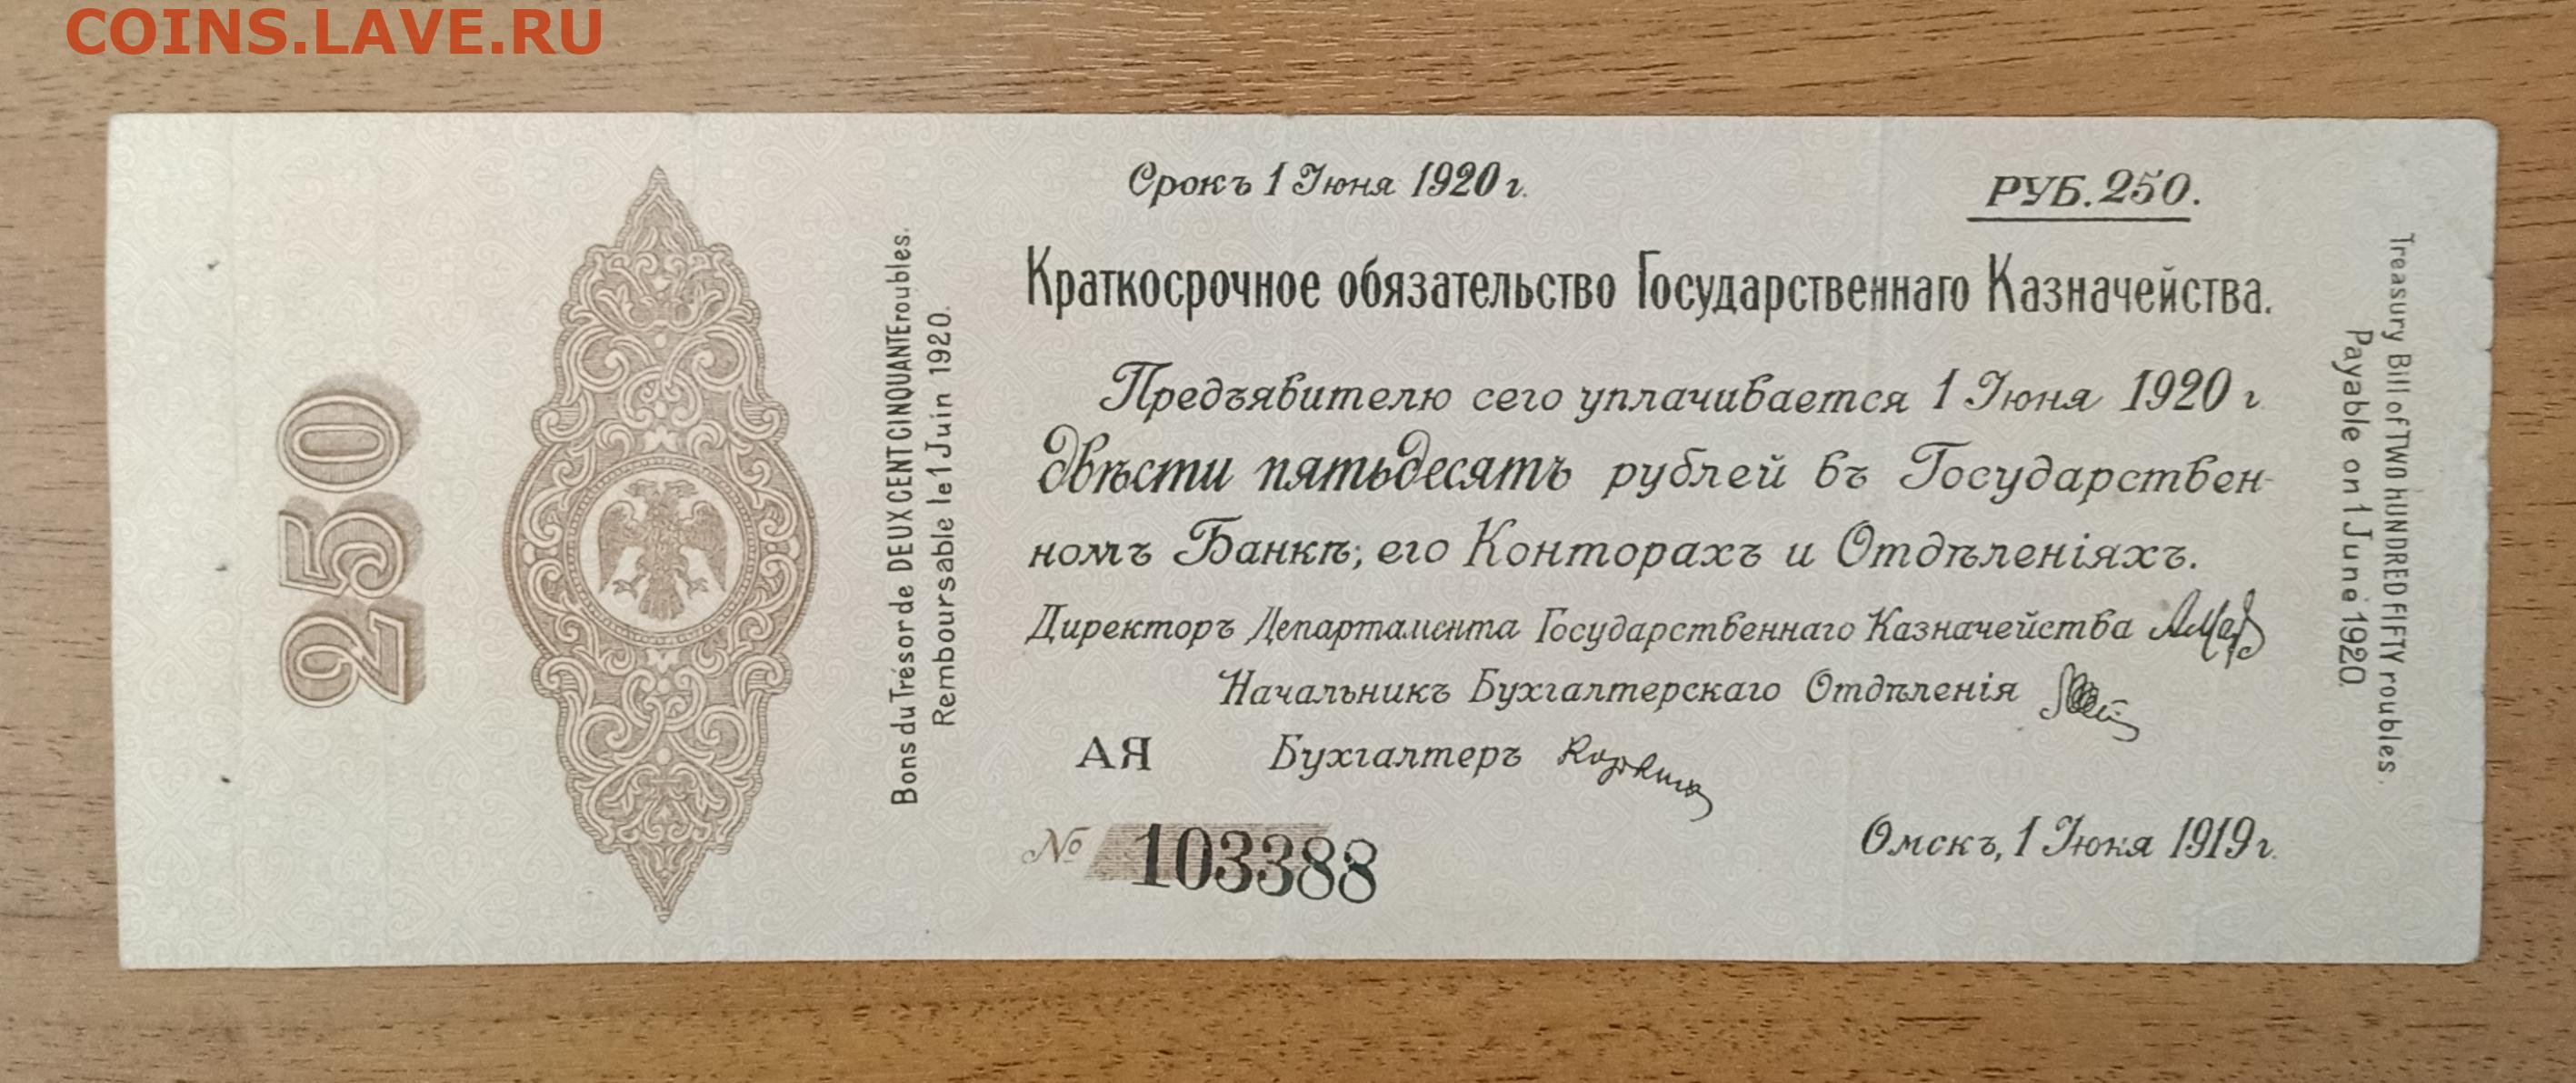 COINS.LAVE.RU
250
Bons du Trésor de DEUX CENT CINQUANTE roubles.
Remboursable le 1 Juin 1920.
Срокъ 1 Іюня 1920 г.
РУБ. 250.
Краткосрочное обязательство Государственнаго Казначейства.
Предъявителю сего уплачивается 1 Іюня 1920 г
двѣсти пятьдесятъ рублей въ Государствен-
номъ Банкѣ, его Конторахъ и Отдѣленіяхъ.
Директоръ Департамента Государственнаго Казначейства
Начальникъ Бухгалтерскаго Отдѣленія
АЯ Бухгалтеръ
№ 103388
Омскъ, 1 Іюня 1919 г.
Treasury Bill of TWO HUNDRED FIFTY roubles.
Payable on 1 June 1920.